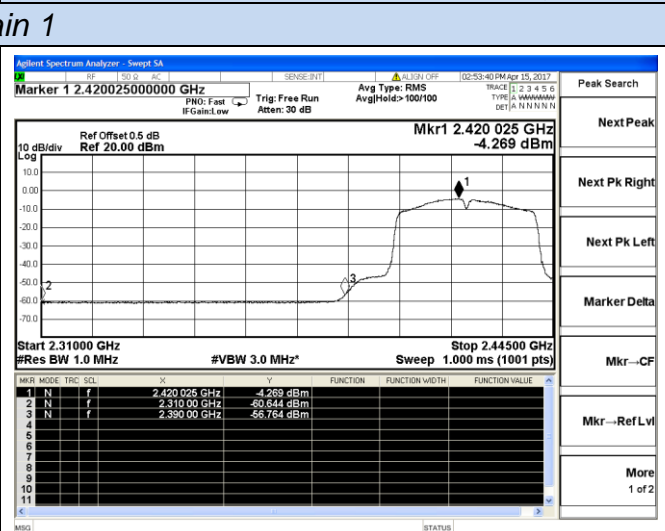 ain 1
Agilent Spectrum Analyzer - Swept SA
RF 50 Ω AC SENSE:INT ALIGN OFF 02:53:40 PM Apr 15, 2017
Marker 1 2.420025000000 GHz
PNO: Fast
IFGain:Low
Trig: Free Run
Atten: 30 dB
Avg Type: RMS
Avg|Hold:> 100/100
TRACE 1 2 3 4 5 6
TYPE A WWWWW
DET A N N N N N
Peak Search
Next Peak
Next Pk Right
Next Pk Left
Marker Delta
Mkr→CF
Mkr→Ref Lvl
More
1 of 2
Ref Offset 0.5 dB
10 dB/div Ref 20.00 dBm
Log
Mkr1 2.420 025 GHz
-4.269 dBm
10.0
0.00
-10.0
-20.0
-30.0
-40.0
-50.0
-60.0
-70.0
1
2
3
Start 2.31000 GHz Stop 2.44500 GHz
#Res BW 1.0 MHz #VBW 3.0 MHz* Sweep 1.000 ms (1001 pts)
MKR MODE TRC SCL X Y FUNCTION FUNCTION WIDTH FUNCTION VALUE
1 N f 2.420 025 GHz -4.269 dBm
2 N f 2.310 00 GHz -60.644 dBm
3 N f 2.390 00 GHz -56.764 dBm
4
5
6
7
8
9
10
11
MSG STATUS